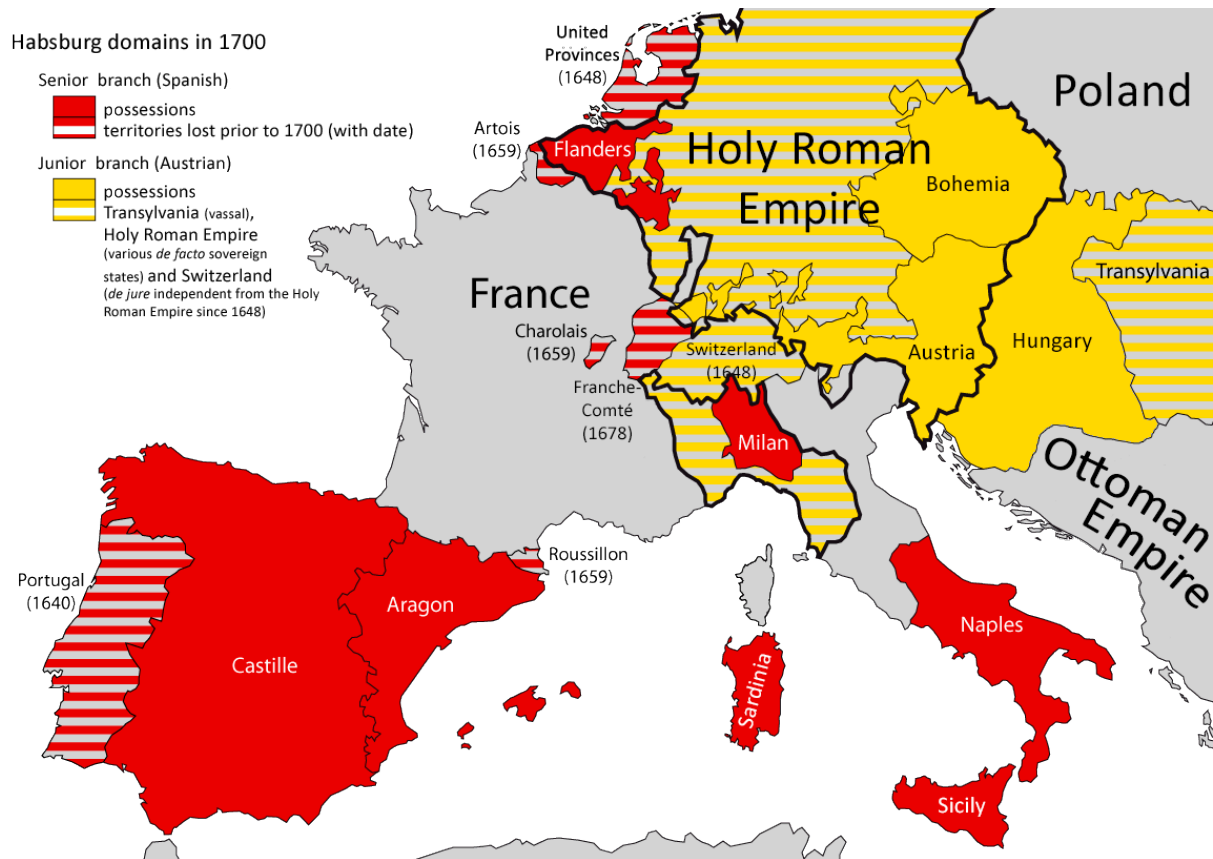 Habsburg domains in 1700
Senior branch (Spanish)
possessions
territories lost prior to 1700 (with date)
Junior branch (Austrian)
possessions
Transylvania (vassal),
Holy Roman Empire
(various de facto sovereign
states) and Switzerland
(de jure independent from the Holy
Roman Empire since 1648)
United
Provinces
(1648)
Poland
Artois
(1659)
Flanders
Holy Roman
Empire
Bohemia
Transylvania
France
Charolais
(1659)
Switzerland
(1648)
Austria
Hungary
Franche-
Comté
(1678)
Milan
Ottoman
Empire
Portugal
(1640)
Roussillon
(1659)
Aragon
Castille
Naples
Sardinia
Sicily